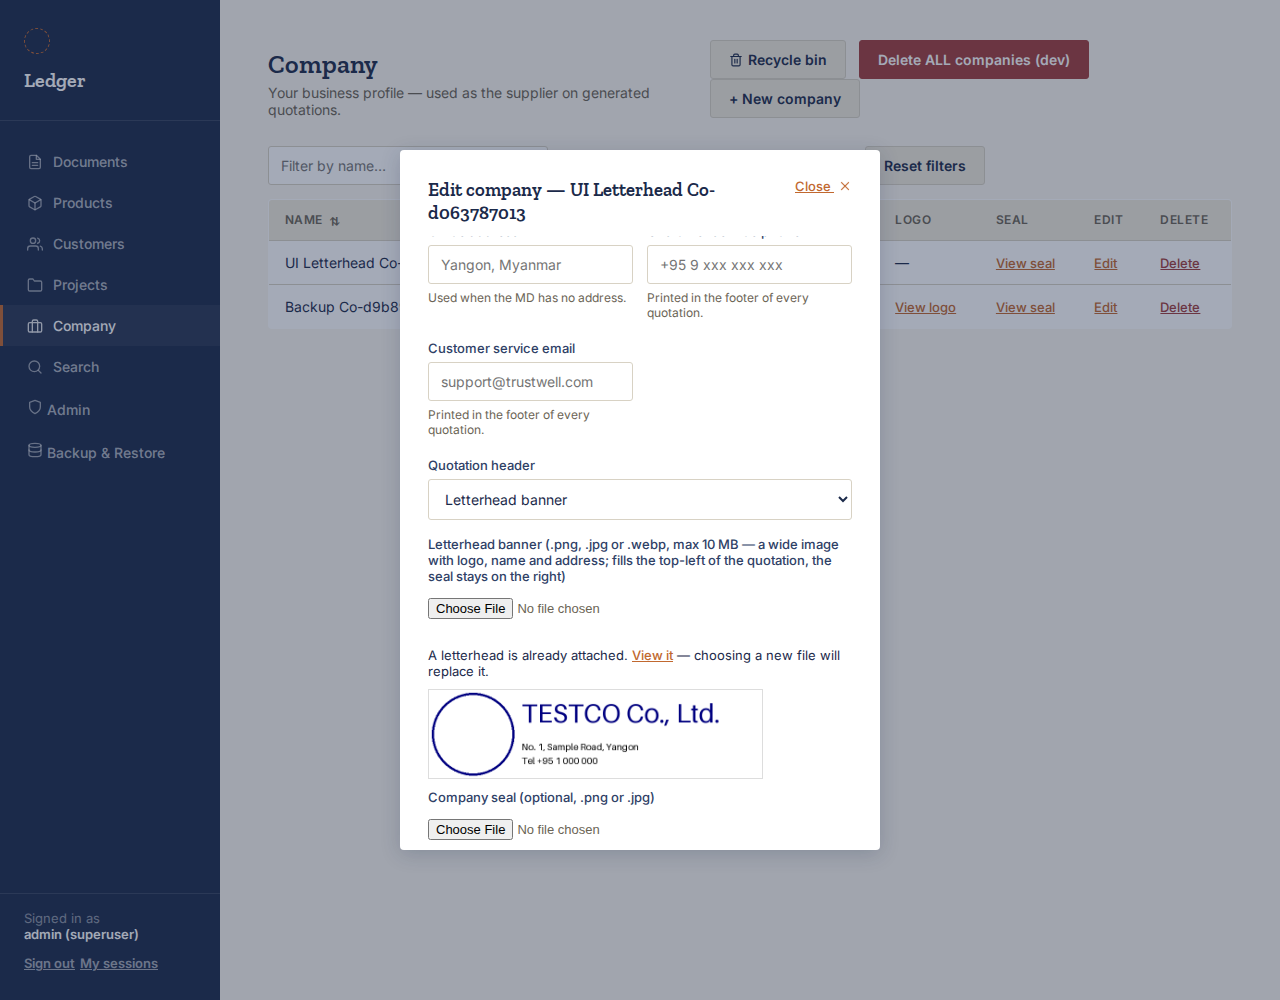 Ledger
Documents
Products
Customers
Projects
Company
Search
Admin
Backup & Restore
Signed in as
admin (superuser)
Sign out My sessions
Company
Your business profile — used as the supplier on generated
quotations.
Recycle bin
Delete ALL companies (dev)
+ New company
Filter by name...
Reset filters
NAME LOGO SEAL EDIT DELETE
UI Letterhead Co- — View seal Edit Delete
Backup Co-d9b8 View logo View seal Edit Delete
Edit company — UI Letterhead Co-
d063787013
Close
Yangon, Myanmar
+95 9 xxx xxx xxx
Used when the MD has no address.
Printed in the footer of every
quotation.
Customer service email
support@trustwell.com
Printed in the footer of every
quotation.
Quotation header
Letterhead banner
Letterhead banner (.png, .jpg or .webp, max 10 MB — a wide image
with logo, name and address; fills the top-left of the quotation, the
seal stays on the right)
Choose File No file chosen
A letterhead is already attached. View it — choosing a new file will
replace it.
TESTCO Co., Ltd.
No. 1, Sample Road, Yangon
Tel +95 1 000 000
Company seal (optional, .png or .jpg)
Choose File No file chosen